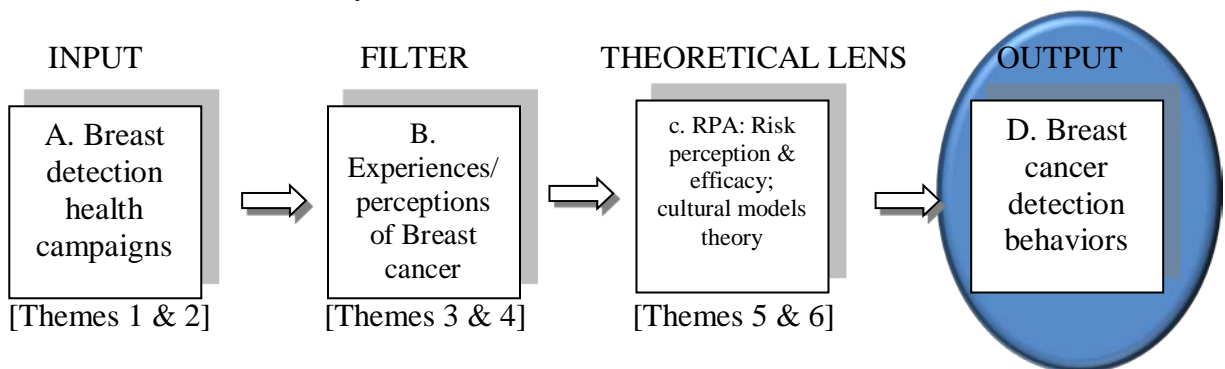 INPUT
FILTER
THEORETICAL LENS
OUTPUT
A. Breast
detection
health
campaigns
B.
Experiences/
perceptions
of Breast
cancer
c. RPA: Risk
perception &
efficacy;
cultural models
theory
D. Breast
cancer
detection
behaviors
[Themes 1 & 2]
[Themes 3 & 4]
[Themes 5 & 6]